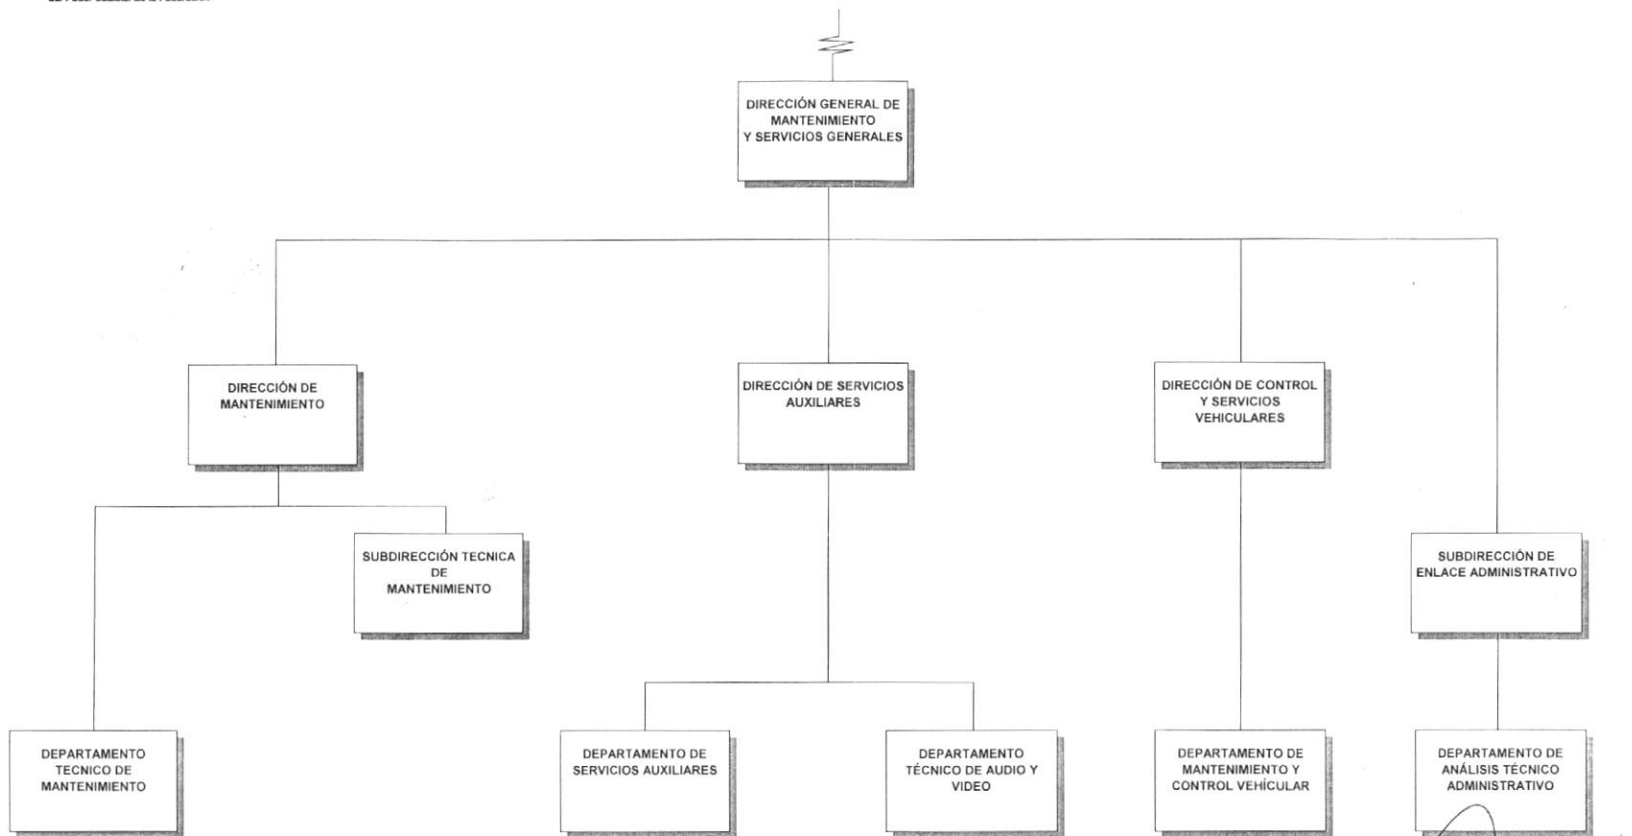 DIRECCIÓN GENERAL DE
MANTENIMIENTO
Y SERVICIOS GENERALES
DIRECCIÓN DE
MANTENIMIENTO
DIRECCIÓN DE SERVICIOS
AUXILIARES
DIRECCIÓN DE CONTROL
Y SERVICIOS
VEHICULARES
SUBDIRECCIÓN TECNICA
DE
MANTENIMIENTO
SUBDIRECCIÓN DE
ENLACE ADMINISTRATIVO
DEPARTAMENTO
TECNICO DE
MANTENIMIENTO
DEPARTAMENTO DE
SERVICIOS AUXILIARES
DEPARTAMENTO
TÉCNICO DE AUDIO Y
VIDEO
DEPARTAMENTO DE
MANTENIMIENTO Y
CONTROL VEHÍCULAR
DEPARTAMENTO DE
ANÁLISIS TÉCNICO
ADMINISTRATIVO